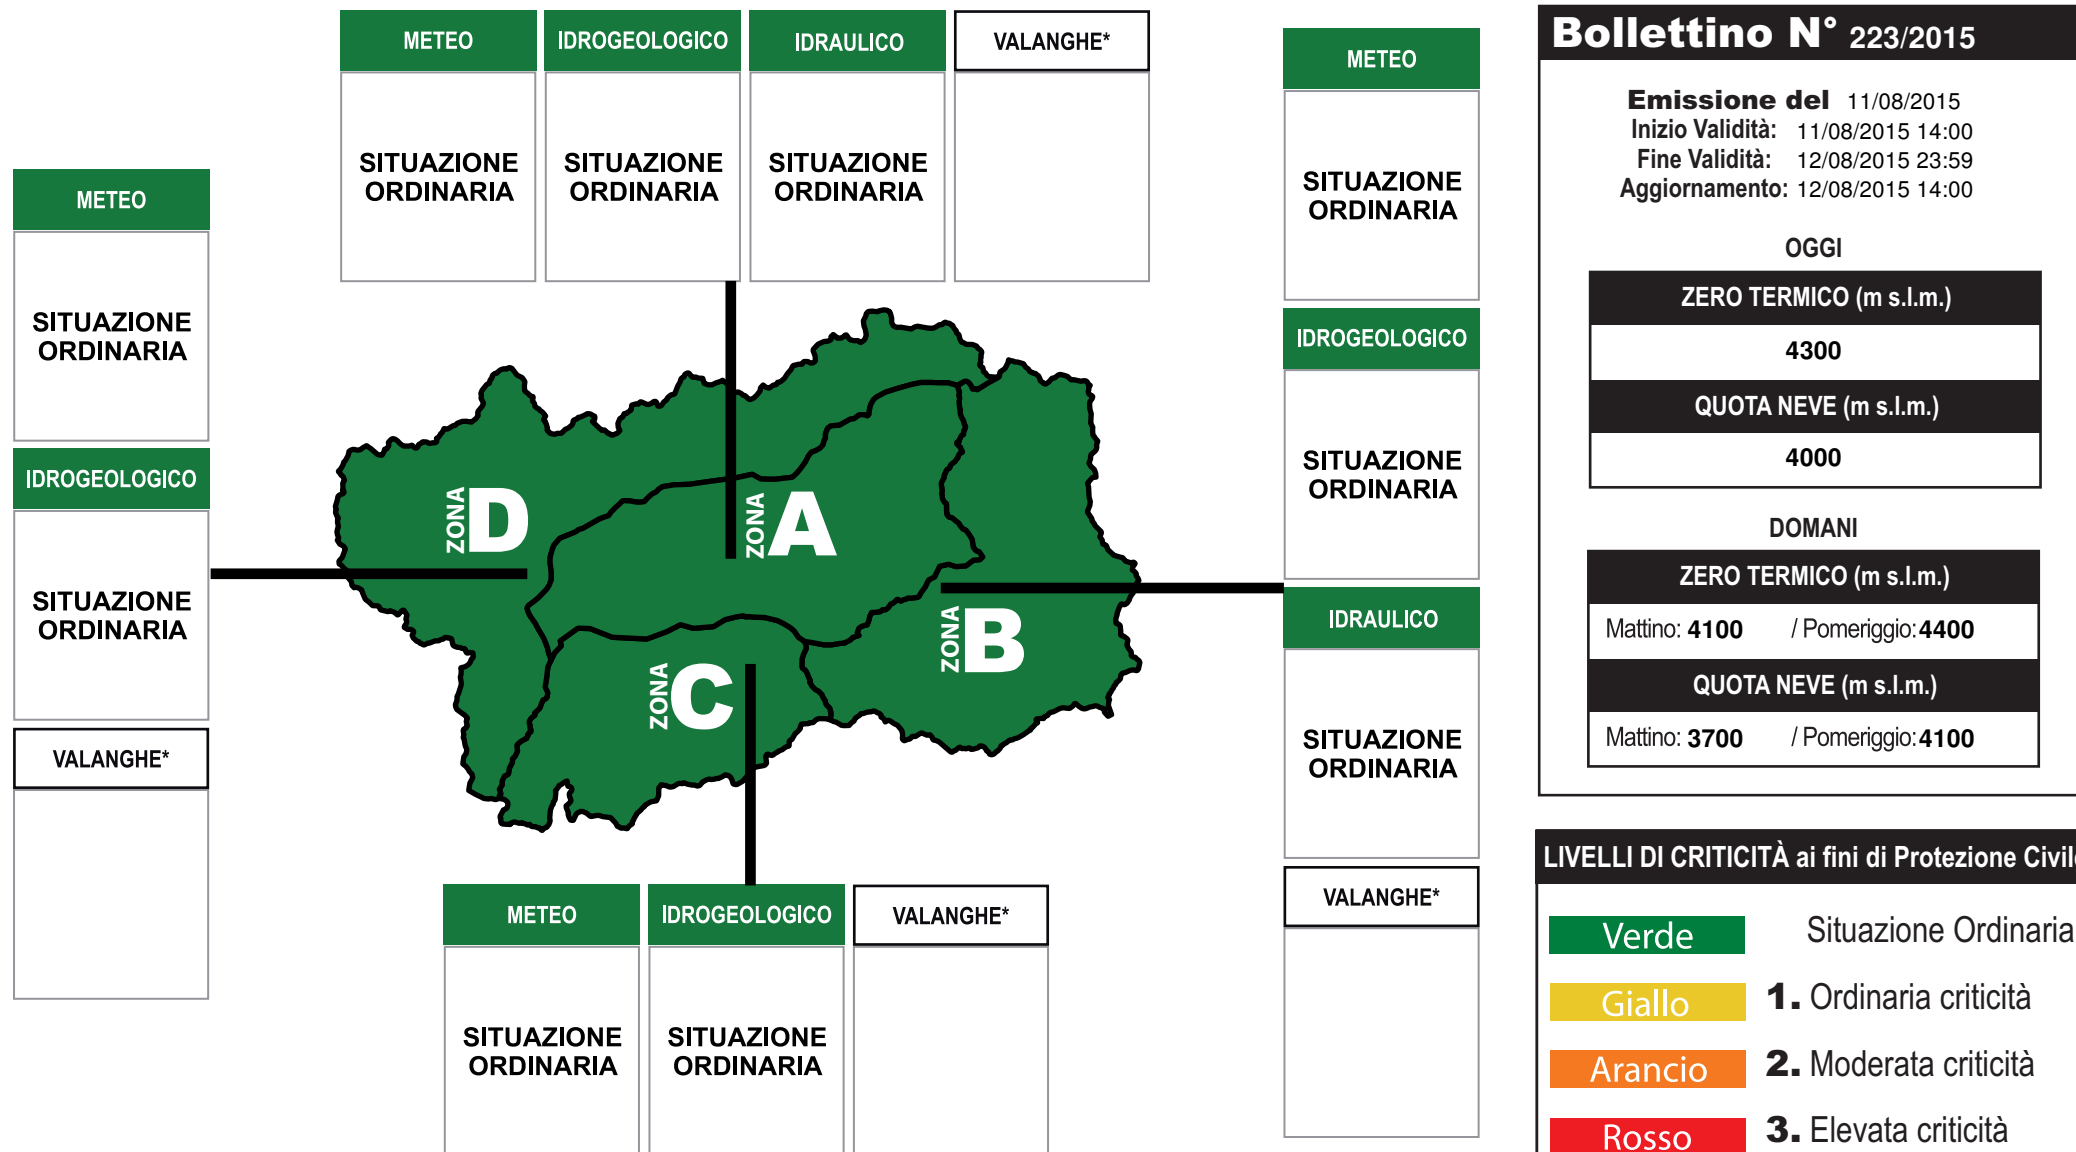 METEO
IDROGEOLOGICO
IDRAULICO
VALANGHE*
SITUAZIONE
ORDINARIA
SITUAZIONE
ORDINARIA
SITUAZIONE
ORDINARIA
METEO
SITUAZIONE
ORDINARIA
IDROGEOLOGICO
SITUAZIONE
ORDINARIA
VALANGHE*
ZONA D
ZONA A
ZONA B
ZONA C
METEO
SITUAZIONE
ORDINARIA
IDROGEOLOGICO
SITUAZIONE
ORDINARIA
IDRAULICO
SITUAZIONE
ORDINARIA
VALANGHE*
METEO
IDROGEOLOGICO
VALANGHE*
SITUAZIONE
ORDINARIA
SITUAZIONE
ORDINARIA
Bollettino N° 223/2015
Emissione del 11/08/2015
Inizio Validità: 11/08/2015 14:00
Fine Validità: 12/08/2015 23:59
Aggiornamento: 12/08/2015 14:00
OGGI
ZERO TERMICO (m s.l.m.)
4300
QUOTA NEVE (m s.l.m.)
4000
DOMANI
ZERO TERMICO (m s.l.m.)
Mattino: 4100 / Pomeriggio: 4400
QUOTA NEVE (m s.l.m.)
Mattino: 3700 / Pomeriggio: 4100
LIVELLI DI CRITICITÀ ai fini di Protezione Civile
Verde Situazione Ordinaria
Giallo 1. Ordinaria criticità
Arancio 2. Moderata criticità
Rosso 3. Elevata criticità